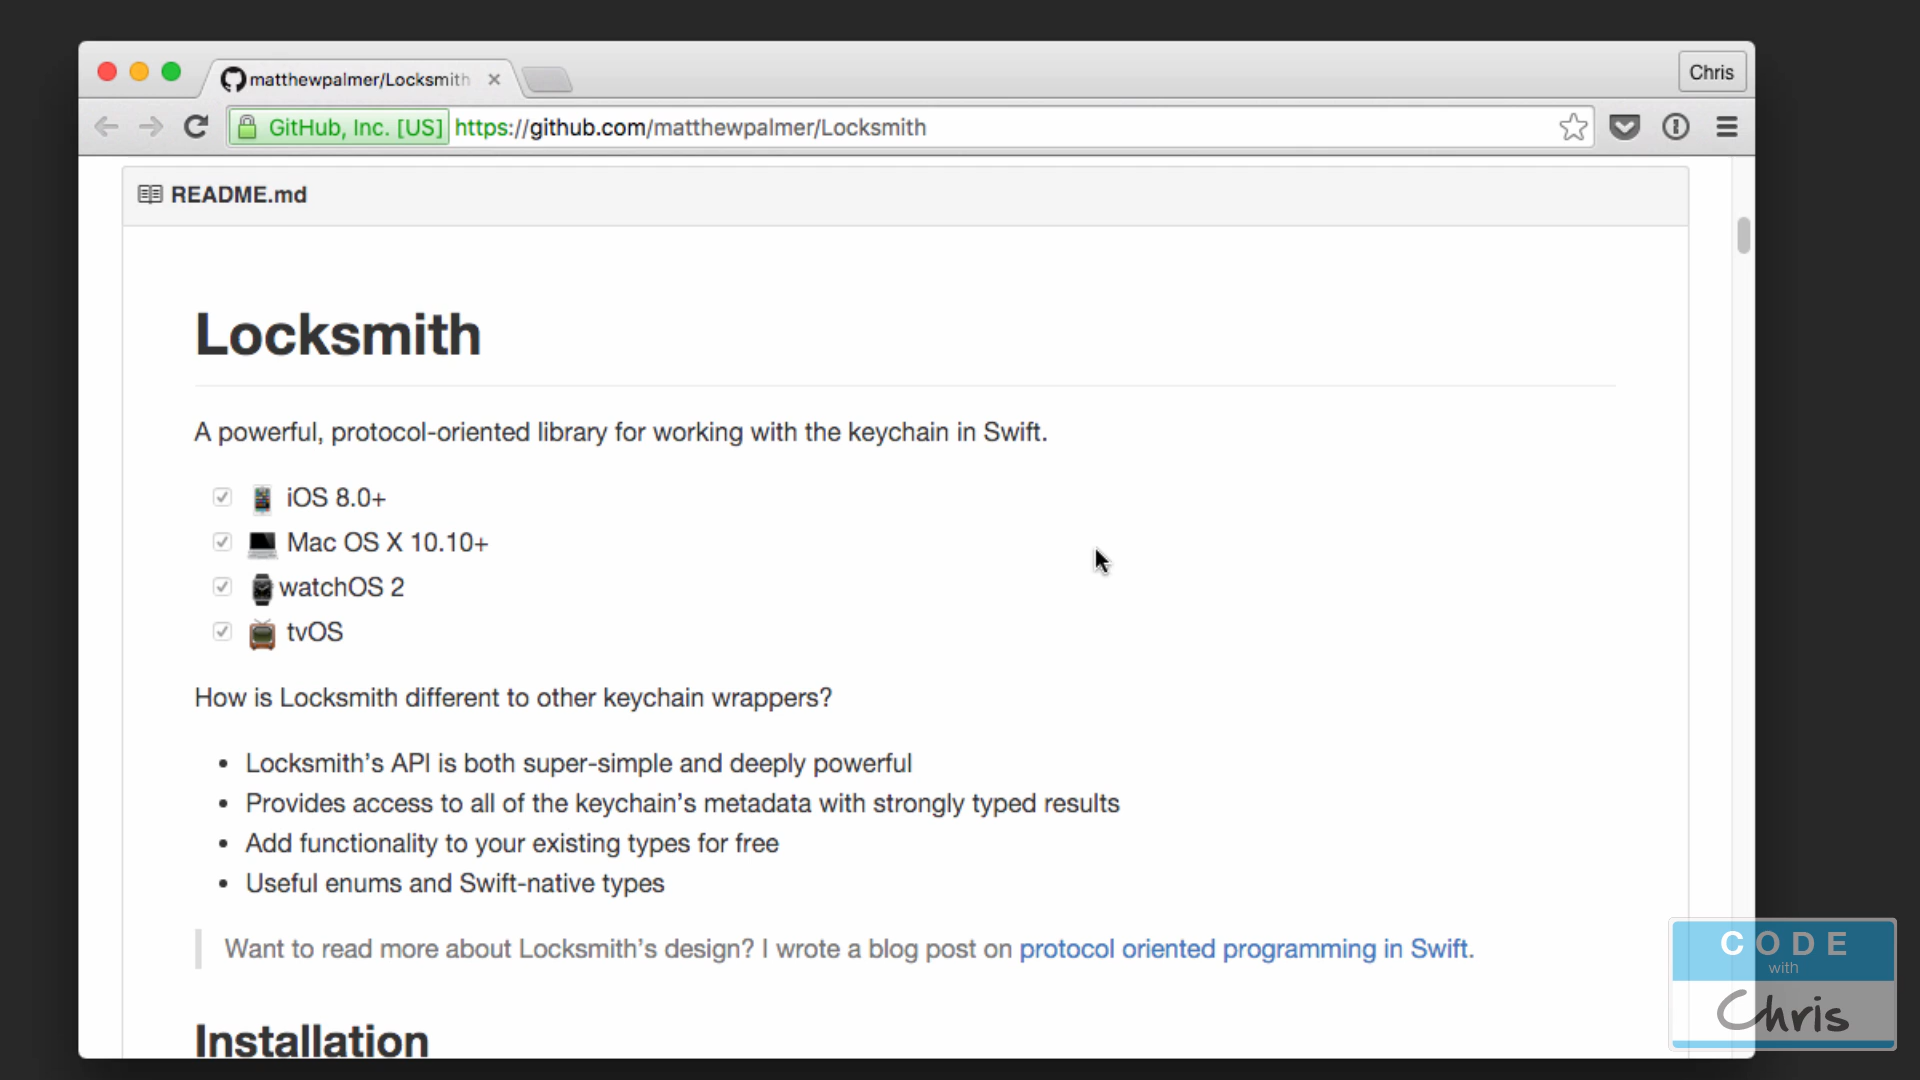 matthewpalmer/Locksmith
Chris
GitHub, Inc. [US] https://github.com/matthewpalmer/Locksmith
README.md
Locksmith
A powerful, protocol-oriented library for working with the keychain in Swift.
iOS 8.0+
Mac OS X 10.10+
watchOS 2
tvOS
How is Locksmith different to other keychain wrappers?
• Locksmith’s API is both super-simple and deeply powerful
• Provides access to all of the keychain’s metadata with strongly typed results
• Add functionality to your existing types for free
• Useful enums and Swift-native types
Want to read more about Locksmith’s design? I wrote a blog post on protocol oriented programming in Swift.
Installation
CODE
with
Chris